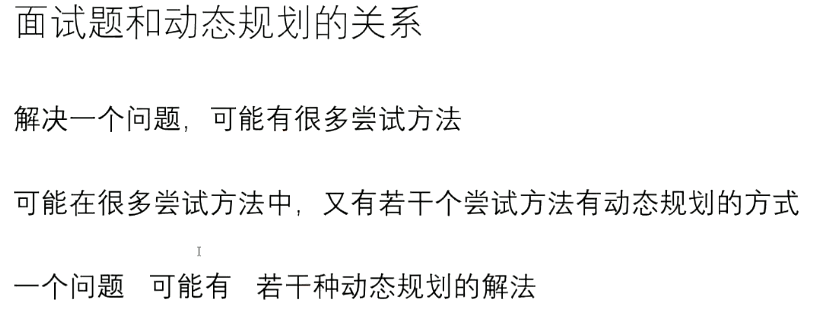 面试题和动态规划的关系
解决一个问题，可能有很多尝试方法
可能在很多尝试方法中，又有若干个尝试方法有动态规划的方式
一个问题 可能有 若干种动态规划的解法